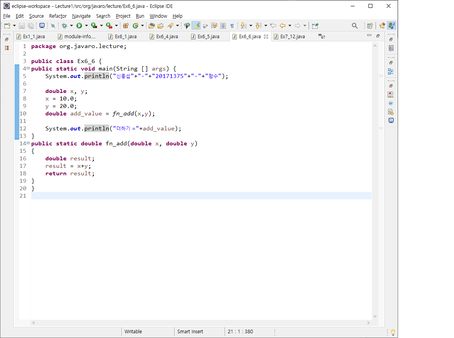 eclipse-workspace - Lecture1/src/org/javaro/lecture/Ex6_6.java - Eclipse IDE
File Edit Source Refactor Navigate Search Project Run Window Help
Ex1_1.java module-info... Ex6_1.java Ex6_4.java Ex6_5.java Ex6_6.java Ex7_12.java
1 package org.javaro.lecture;
2
3 public class Ex6_6 {
4 public static void main(String [] args) {
5 System.out.println("신홍섭"+"-"+"20171375"+"-"+"함수");
6
7 double x, y;
8 x = 10.0;
9 y = 20.0;
10 double add_value = fn_add(x,y);
11
12 System.out.println("더하기 ="+add_value);
13 }
14 public static double fn_add(double x, double y)
15 {
16 double result;
17 result = x+y;
18 return result;
19 }
20 }
21
Writable Smart Insert 21 : 1 : 380